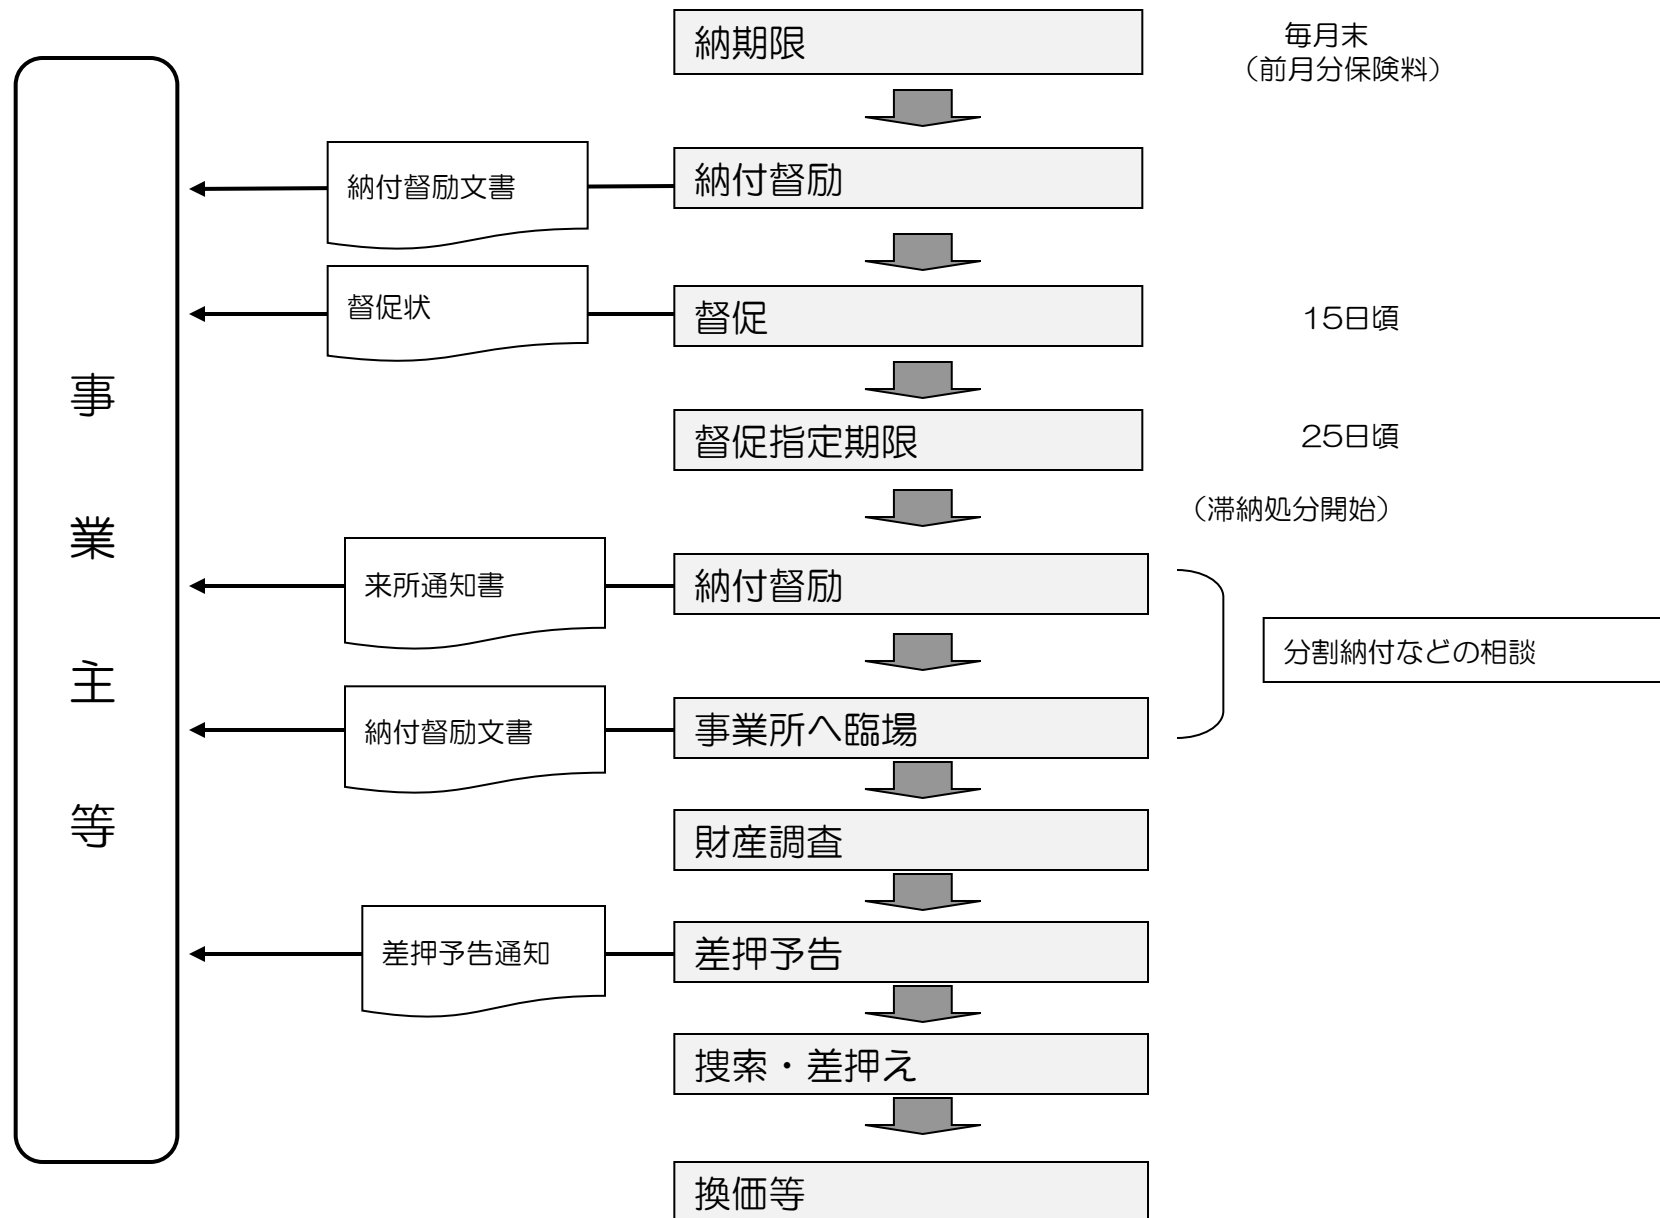 納期限
毎月末
（前月分保険料）
納付督励文書
納付督励
督促状
督促
15日頃
督促指定期限
25日頃
（滞納処分開始）
来所通知書
納付督励
分割納付などの相談
納付督励文書
事業所へ臨場
財産調査
差押予告通知
差押予告
捜索・差押え
換価等
事
業
主
等